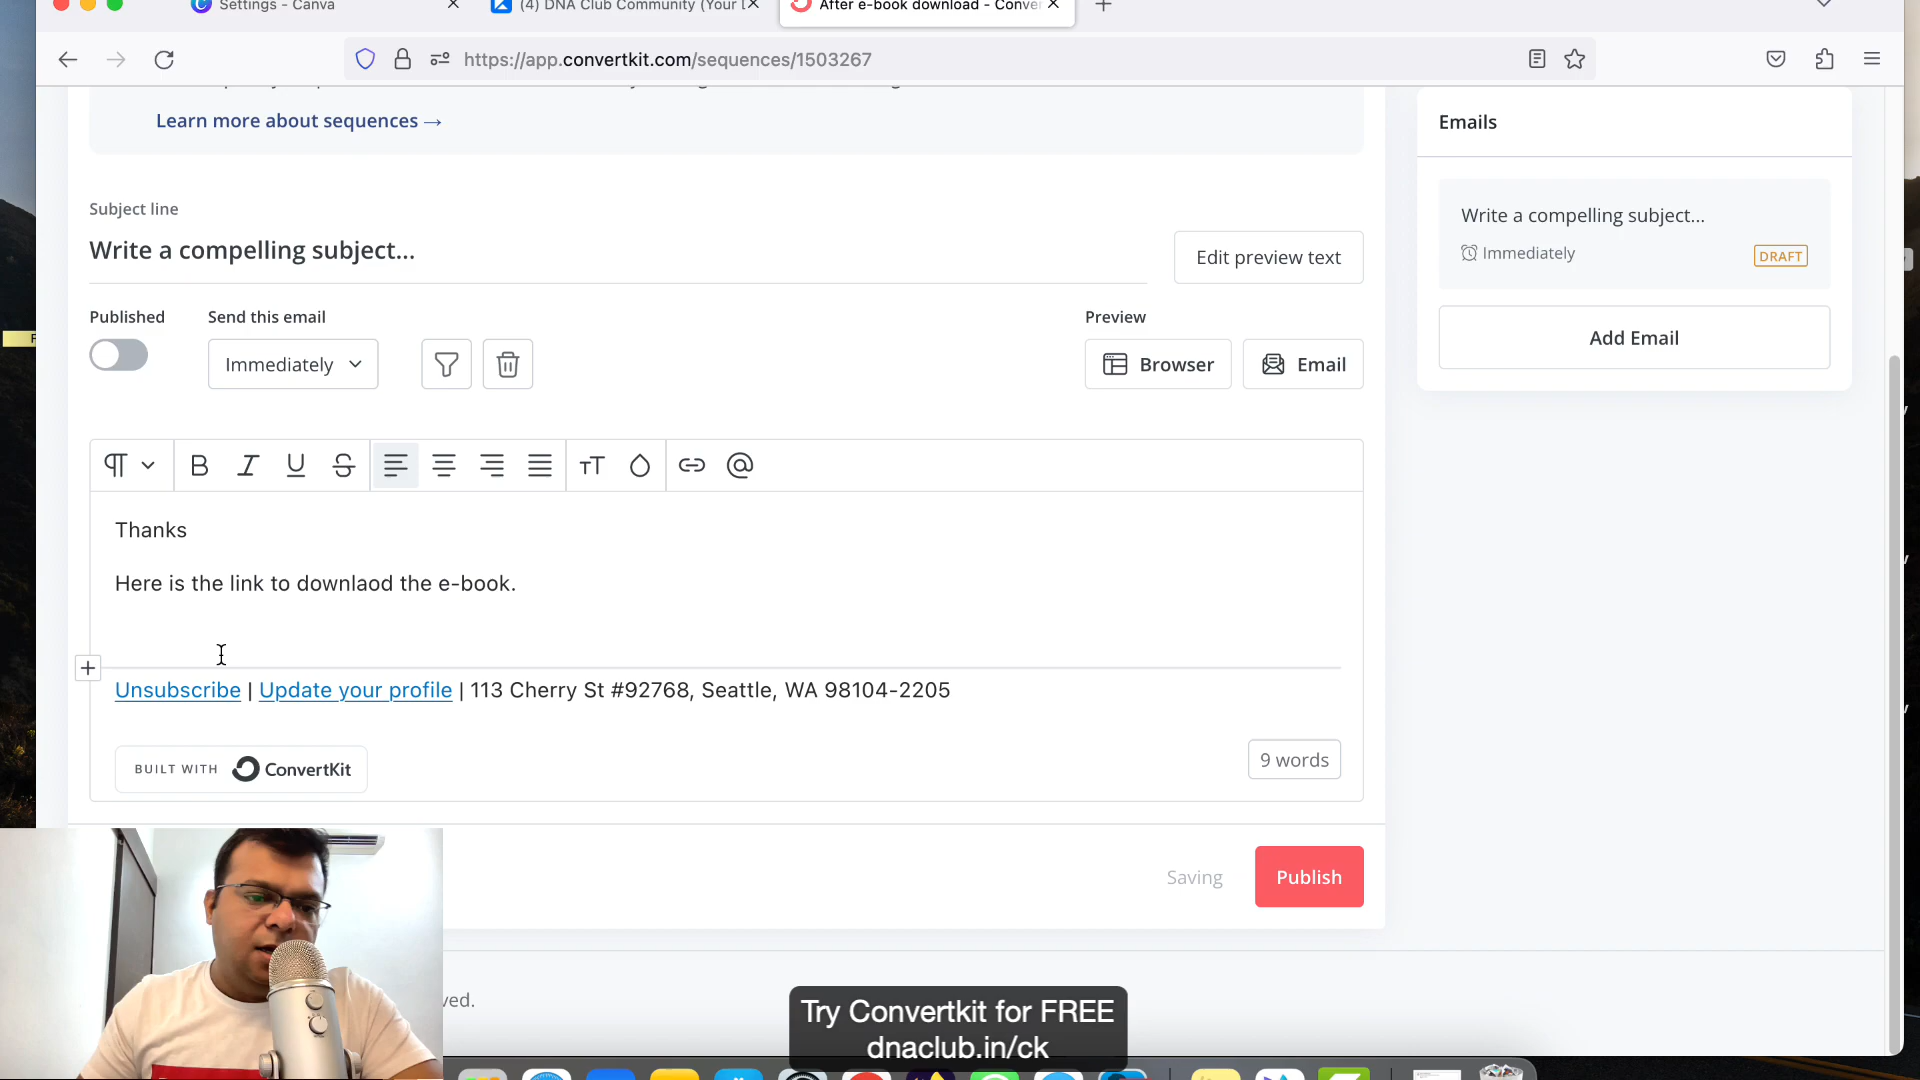 Settings - Canva
(4) DNA Club Community (Your
After e-book download - Conve
https://app.convertkit.com/sequences/1503267
Learn more about sequences →
Emails
Write a compelling subject...
Immediately
DRAFT
Add Email
Subject line
Write a compelling subject...
Edit preview text
Published
Send this email
Preview
Immediately
Browser
Email
Thanks
Here is the link to downlaod the e-book.
Unsubscribe | Update your profile | 113 Cherry St #92768, Seattle, WA 98104-2205
BUILT WITH ConvertKit
9 words
Saving
Publish
ved.
Try Convertkit for FREE
dnaclub.in/ck